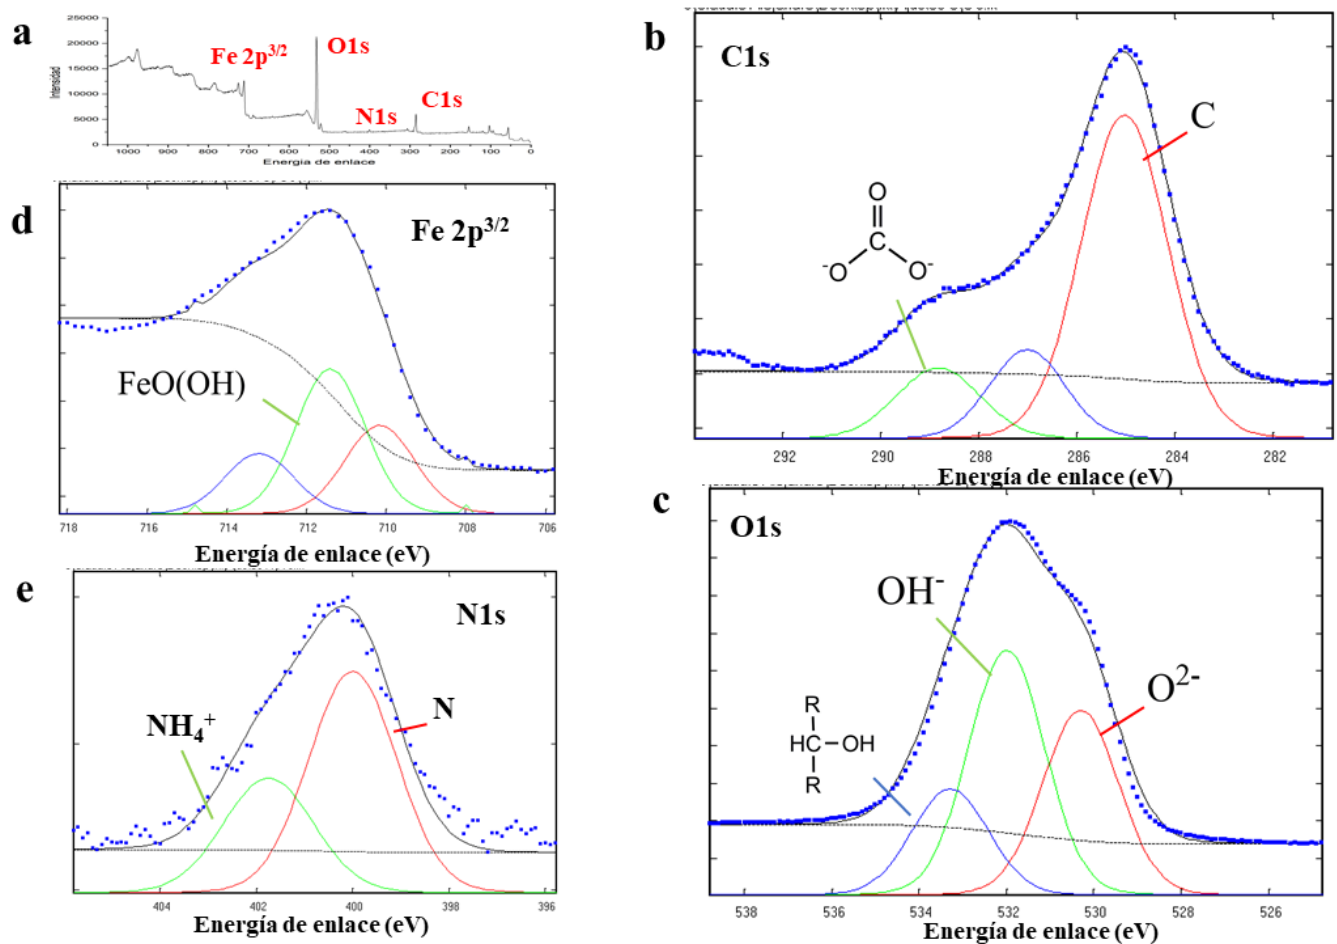 a
25000
20000
15000
10000
5000
0
Intensidad
Fe 2p3/2
O1s
N1s
C1s
1000 900 800 700 600 500 400 300 200 100 0
Energía de enlace
b
C1s
C
O
C
-O
O-
292 290 288 286 284 282
Energía de enlace (eV)
d
Fe 2p3/2
FeO(OH)
718 716 714 712 710 708 706
Energía de enlace (eV)
c
O1s
OH-
O2-
R
HC-OH
R
538 536 534 532 530 528 526
Energía de enlace (eV)
e
N1s
NH4+
N
404 402 400 398 396
Energía de enlace (eV)